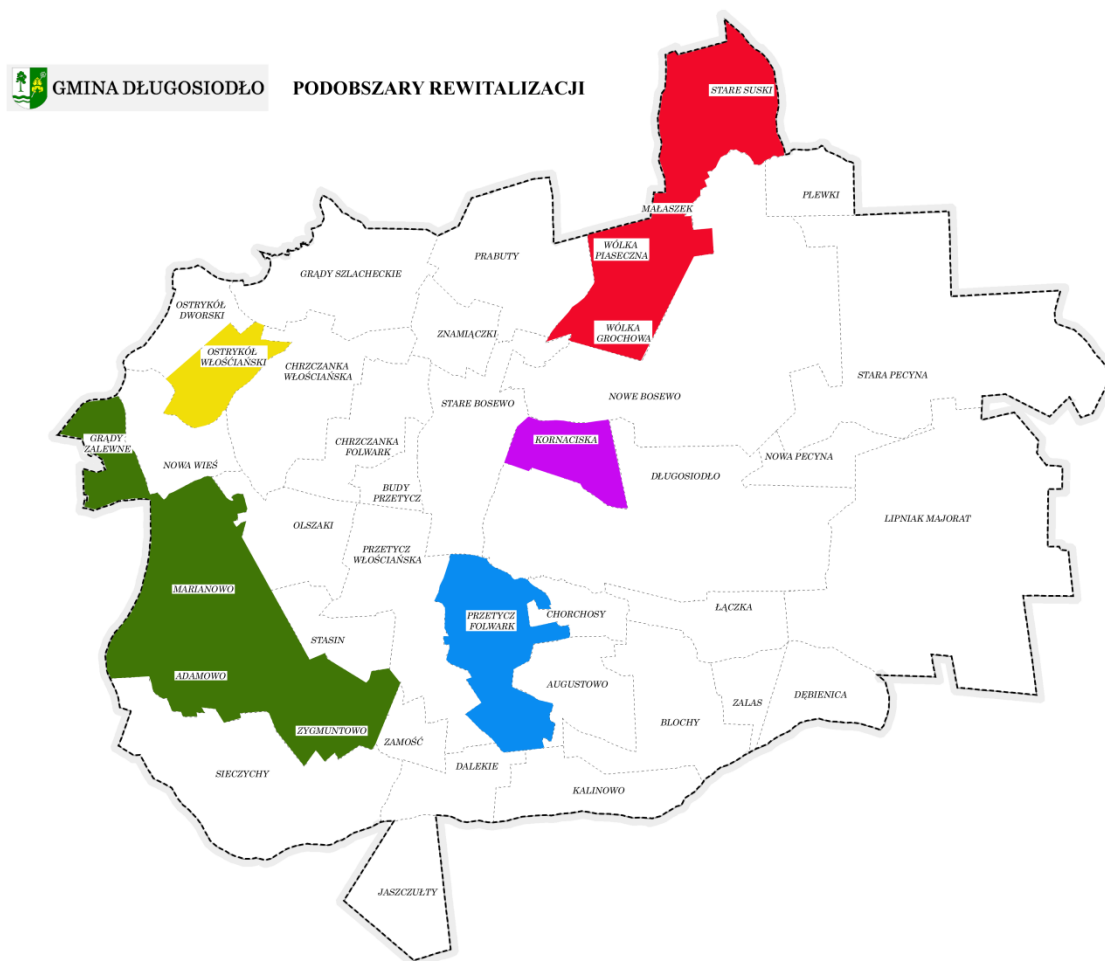 GMINA DŁUGOSIODŁO
PODOBSZARY REWITALIZACJI
STARE SUSKI
PLEWKI
MAŁASZEK
WÓLKA
PIASECZNA
PRABUTY
GRĄDY SZLACHECKIE
OSTRYKÓŁ
DWORSKI
ZNAMIĄCZKI
WÓLKA
GROCHOWA
OSTRYKÓŁ
WŁOŚĆIAŃSKI
CHRZCZANKA
WŁOŚCIAŃSKA
STARA PECYNA
STARE BOSEWO
NOWE BOSEWO
GRĄDY
ZALEWNE
CHRZCZANKA
FOLWARK
KORNACISKA
NOWA WIEŚ
NOWA PECYNA
DŁUGOSIODŁO
BUDY
PRZETYCZ
LIPNIAK MAJORAT
OLSZAKI
PRZETYCZ
WŁOŚCIAŃSKA
MARIANOWO
PRZETYCZ
FOLWARK
CHORCHOSY
ŁĄCZKA
STASIN
ADAMOWO
AUGUSTOWO
DĘBIENICA
ZALAS
BLOCHY
ZYGMUNTOWO
ZAMOŚĆ
DALEKIE
SIECZYCHY
KALINOWO
JASZCZUŁTY